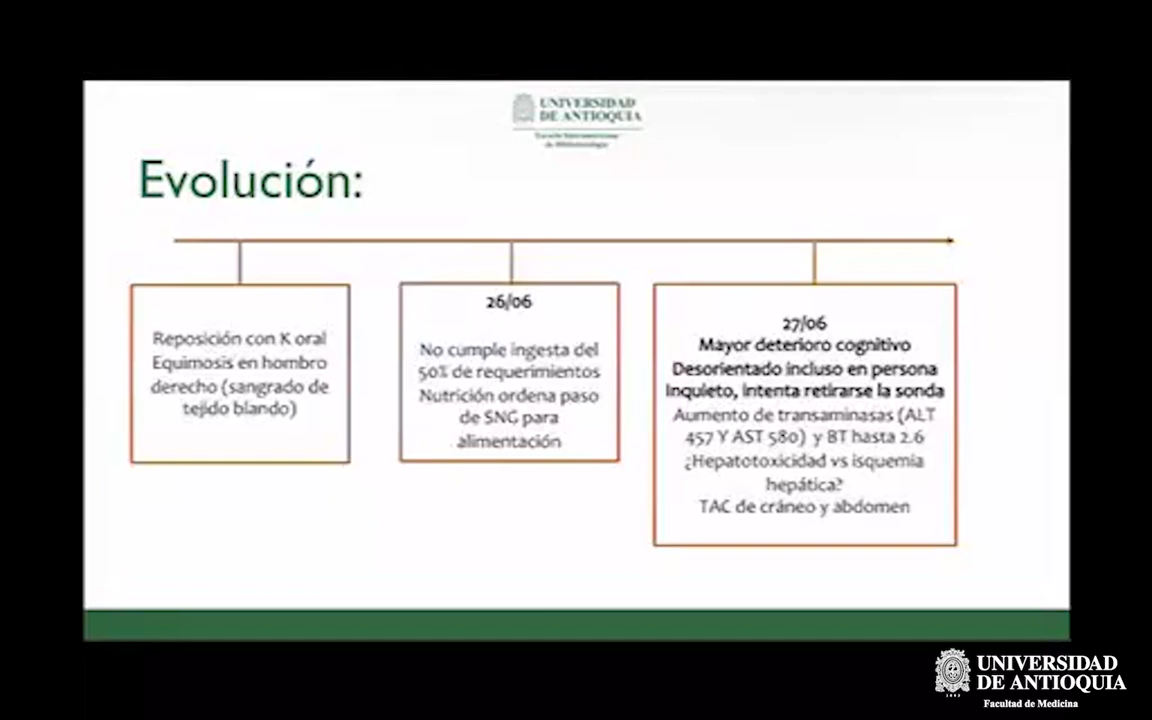 UNIVERSIDAD
DE ANTIOQUIA
Evolución:
Reposición con K oral
Equimosis en hombro
derecho (sangrado de
tejido blando)
26/06
No cumple ingesta del
50% de requerimientos
Nutrición ordena paso
de SNG para
alimentación
27/06
Mayor deterioro cognitivo
Desorientado incluso en persona
Inquieto, intenta retirarse la sonda
Aumento de transaminasas (ALT
457 Y AST 580) y BT hasta 2.6
¿Hepatotoxicidad vs isquemia
hepática?
TAC de cráneo y abdomen
UNIVERSIDAD
DE ANTIOQUIA
Facultad de Medicina